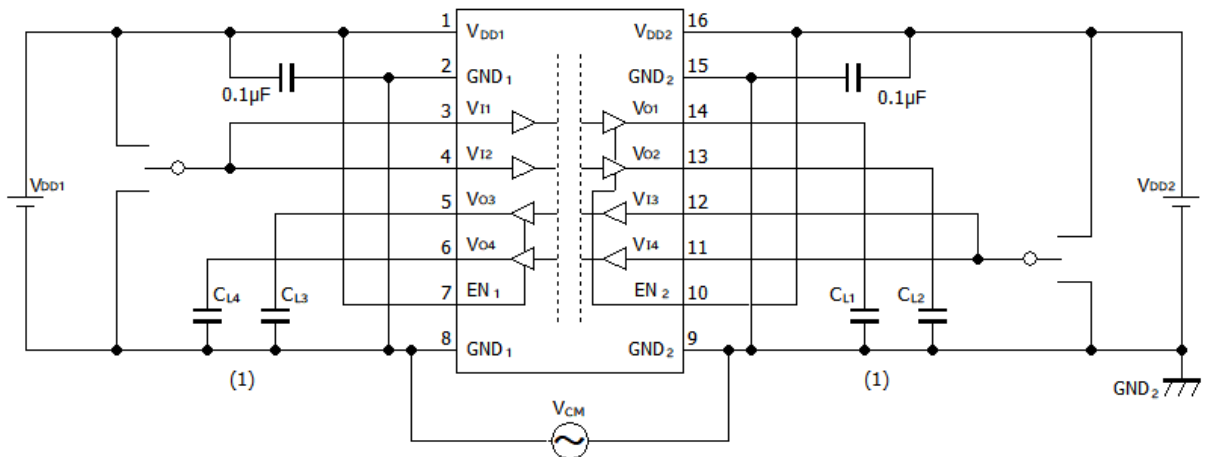 1 VDD1 VDD2 16
2 GND1 GND2 15
0.1μF 0.1μF
3 VI1 VO1 14
4 VI2 VO2 13
VDD1 VDD2
5 VO3 VI3 12
6 VO4 VI4 11
7 EN1 EN2 10
CL4 CL3 CL1 CL2
8 GND1 GND2 9
(1) (1)
GND2
VCM